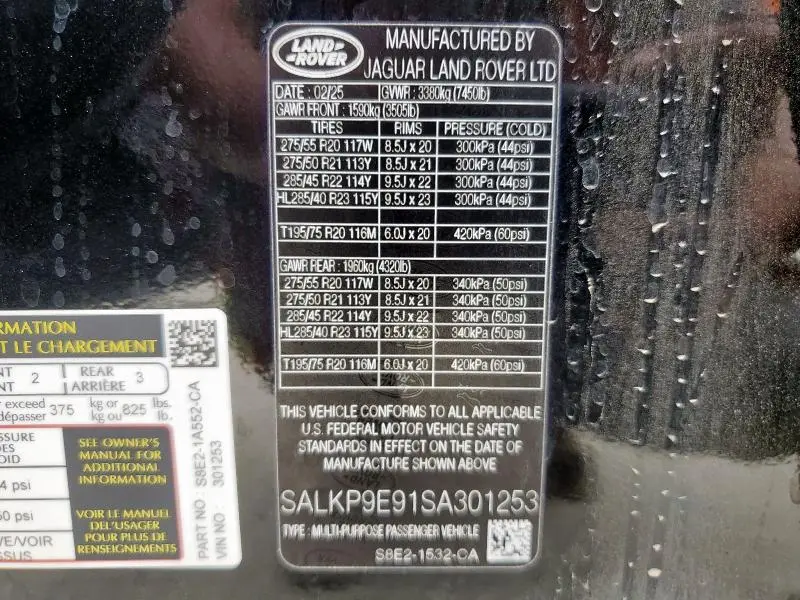 LAND ROVER
MANUFACTURED BY
JAGUAR LAND ROVER LTD
DATE : 02/25 GVWR : 3380kg (7450lb)
GAWR FRONT : 1590kg (3505lb)
TIRES RIMS PRESSURE (COLD)
275/55 R20 117W 8.5J x 20 300kPa (44psi)
275/50 R21 113Y 8.5J x 21 300kPa (44psi)
285/45 R22 114Y 9.5J x 22 300kPa (44psi)
HL285/40 R23 115Y 9.5J x 23 300kPa (44psi)
T195/75 R20 116M 6.0J x 20 420kPa (60psi)
GAWR REAR : 1960kg (4320lb)
275/55 R20 117W 8.5J x 20 340kPa (50psi)
275/50 R21 113Y 8.5J x 21 340kPa (50psi)
285/45 R22 114Y 9.5J x 22 340kPa (50psi)
HL285/40 R23 115Y 9.5J x 23 340kPa (50psi)
T195/75 R20 116M 6.0J x 20 420kPa (60psi)
THIS VEHICLE CONFORMS TO ALL APPLICABLE
U.S. FEDERAL MOTOR VEHICLE SAFETY
STANDARDS IN EFFECT ON THE DATE OF
MANUFACTURE SHOWN ABOVE
SALKP9E91SA301253
TYPE : MULTI-PURPOSE PASSENGER VEHICLE
S8E2-1532-CA
RMATION
T LE CHARGEMENT
NT 2 REAR 3
NT ARRIÈRE
r exceed 375 kg or 825 lbs.
dépasser kg ou lb.
SSURE
DES
OID
4 psi
60 psi
VE/VOIR
SSUS
SEE OWNER'S
MANUAL FOR
ADDITIONAL
INFORMATION
VOIR LE MANUEL
DEL'USAGER
POUR PLUS DE
RENSEIGNEMENTS
PART NO : S8E2-1A552-CA
VIN NO : 301253